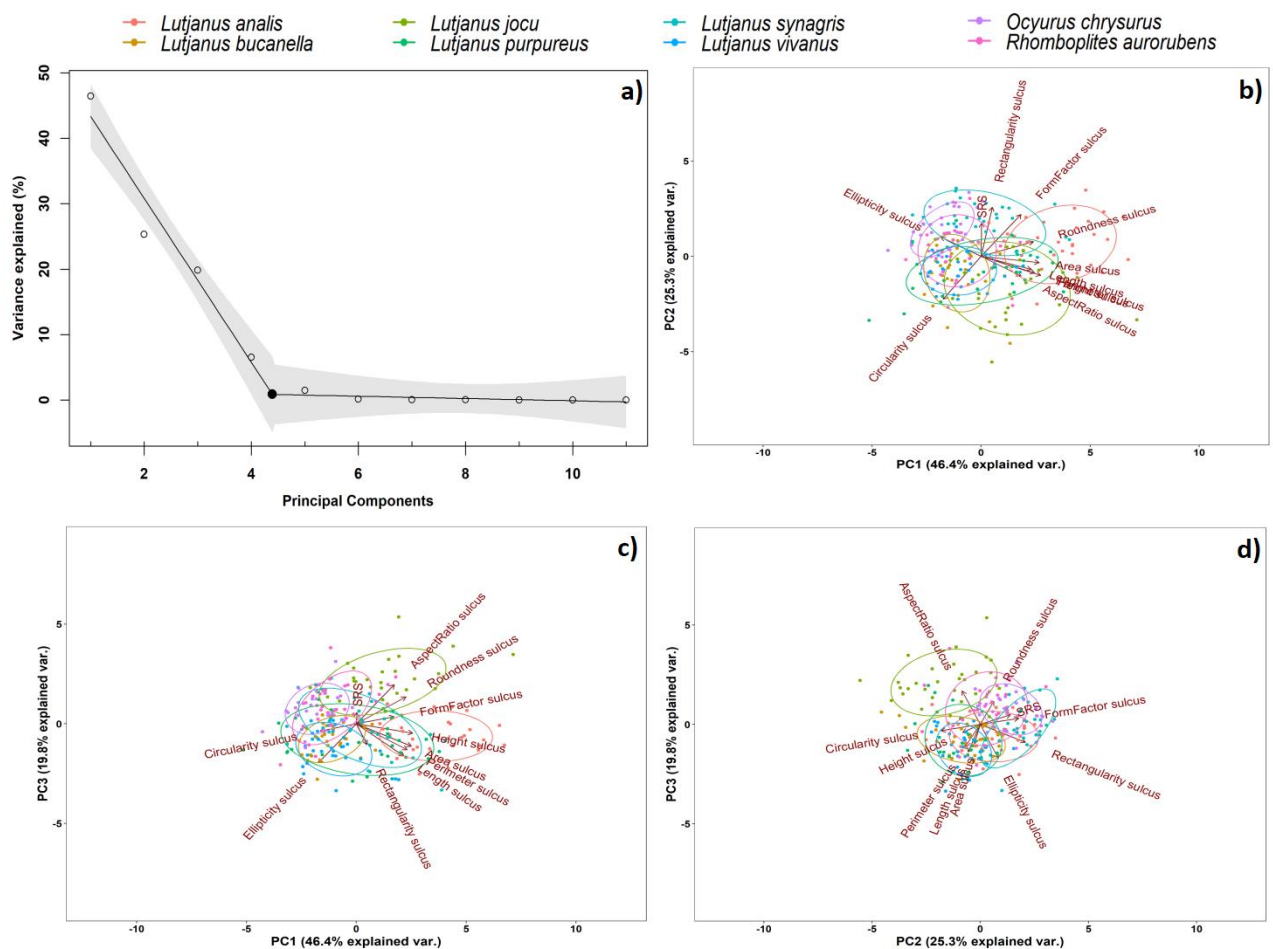 Lutjanus analis
Lutjanus jocu
Lutjanus synagris
Ocyurus chrysurus
Lutjanus bucanella
Lutjanus purpureus
Lutjanus vivanus
Rhomboplites aurorubens
a)
50
40
30
20
10
0
Variance explained (%)
2
4
6
8
10
Principal Components
b)
5
0
-5
PC2 (25.3% explained var.)
Rectangularity sulcus
FormFactor sulcus
Ellipticity sulcus
SRS
Roundness sulcus
Area sulcus
Length sulcus
AspectRatio sulcus
Circularity sulcus
-10
-5
0
5
10
PC1 (46.4% explained var.)
c)
5
0
-5
PC3 (19.8% explained var.)
AspectRatio sulcus
Roundness sulcus
SRS
FormFactor sulcus
Circularity sulcus
Height sulcus
Area sulcus
Perimeter sulcus
Length sulcus
Ellipticity sulcus
Rectangularity sulcus
-10
-5
0
5
10
PC1 (46.4% explained var.)
d)
5
0
-5
PC3 (19.8% explained var.)
AspectRatio sulcus
Roundness sulcus
SRS
FormFactor sulcus
Circularity sulcus
Height sulcus
Rectangularity sulcus
Perimeter sulcus
Length sulcus
Area sulcus
Ellipticity sulcus
-10
-5
0
5
10
PC2 (25.3% explained var.)